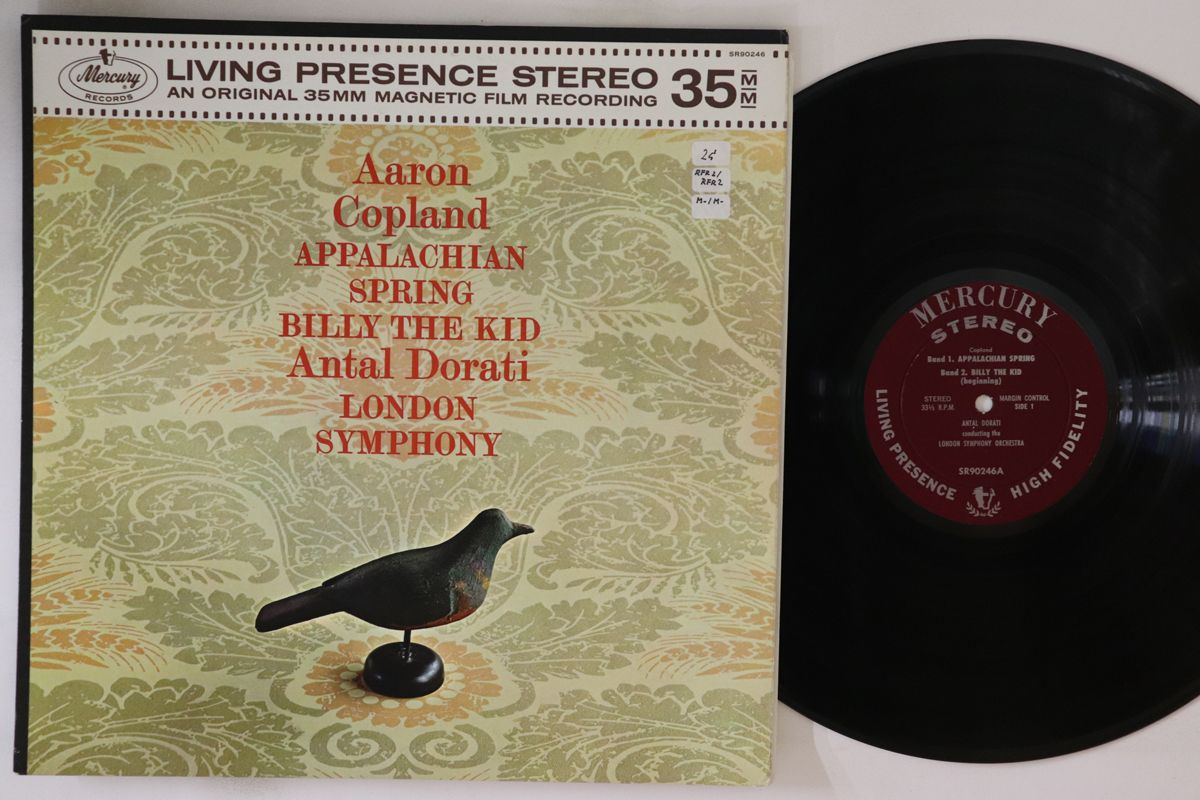 SR90246
Mercury
RECORDS
LIVING PRESENCE STEREO
AN ORIGINAL 35MM MAGNETIC FILM RECORDING
35 MM
Aaron
Copland
APPALACHIAN
SPRING
BILLY THE KID
Antal Dorati
LONDON
SYMPHONY
RFR2
M-/M-
MERCURY
STEREO
Copland
Band 1. APPALACHIAN SPRING
Band 2. BILLY THE KID
(beginning)
STEREO
33⅓ R.P.M.
MARGIN CONTROL
SIDE 1
ANTAL DORATI
conducting the
LONDON SYMPHONY ORCHESTRA
SR90246A
LIVING PRESENCE
HIGH FIDELITY